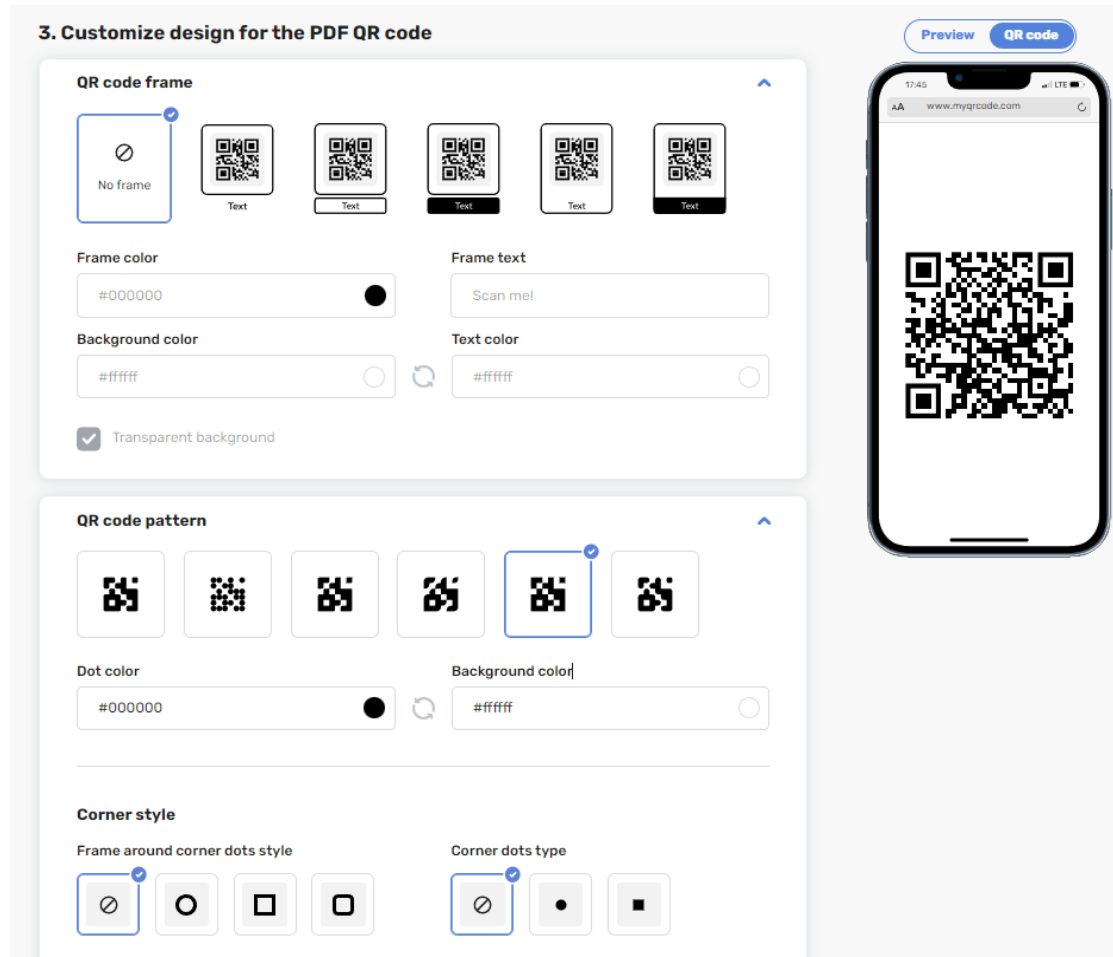 3. Customize design for the PDF QR code
Preview QR code
QR code frame
No frame
Text Text Text Text Text
Frame color Frame text
#000000 Scan me!
Background color Text color
#ffffff #ffffff
Transparent background
QR code pattern
Dot color Background color
#000000 #ffffff
Corner style
Frame around corner dots style Corner dots type
17:45 LTE
AA www.myqrcode.com